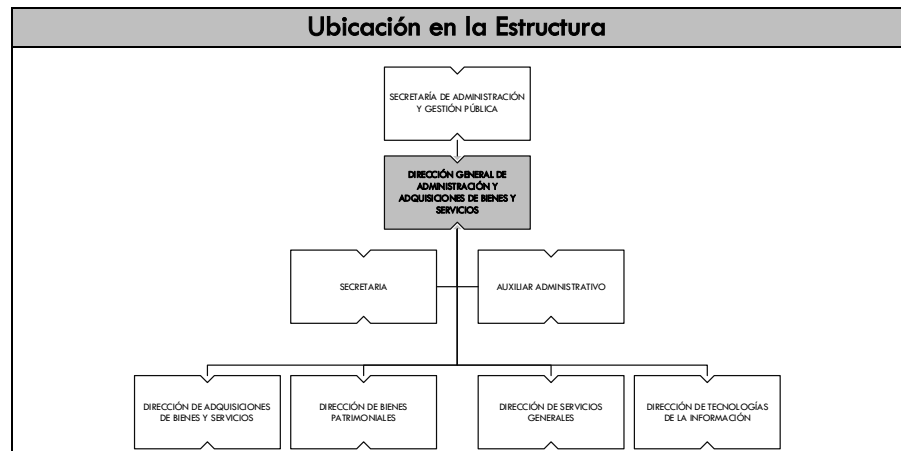 Ubicación en la Estructura
SECRETARÍA DE ADMINISTRACIÓN
Y GESTIÓN PÚBLICA
DIRECCIÓN GENERAL DE
ADMINISTRACIÓN Y
ADQUISICIONES DE BIENES Y
SERVICIOS
SECRETARIA
AUXILIAR ADMINISTRATIVO
DIRECCIÓN DE ADQUISICIONES
DE BIENES Y SERVICIOS
DIRECCIÓN DE BIENES
PATRIMONIALES
DIRECCIÓN DE SERVICIOS
GENERALES
DIRECCIÓN DE TECNOLOGÍAS
DE LA INFORMACIÓN